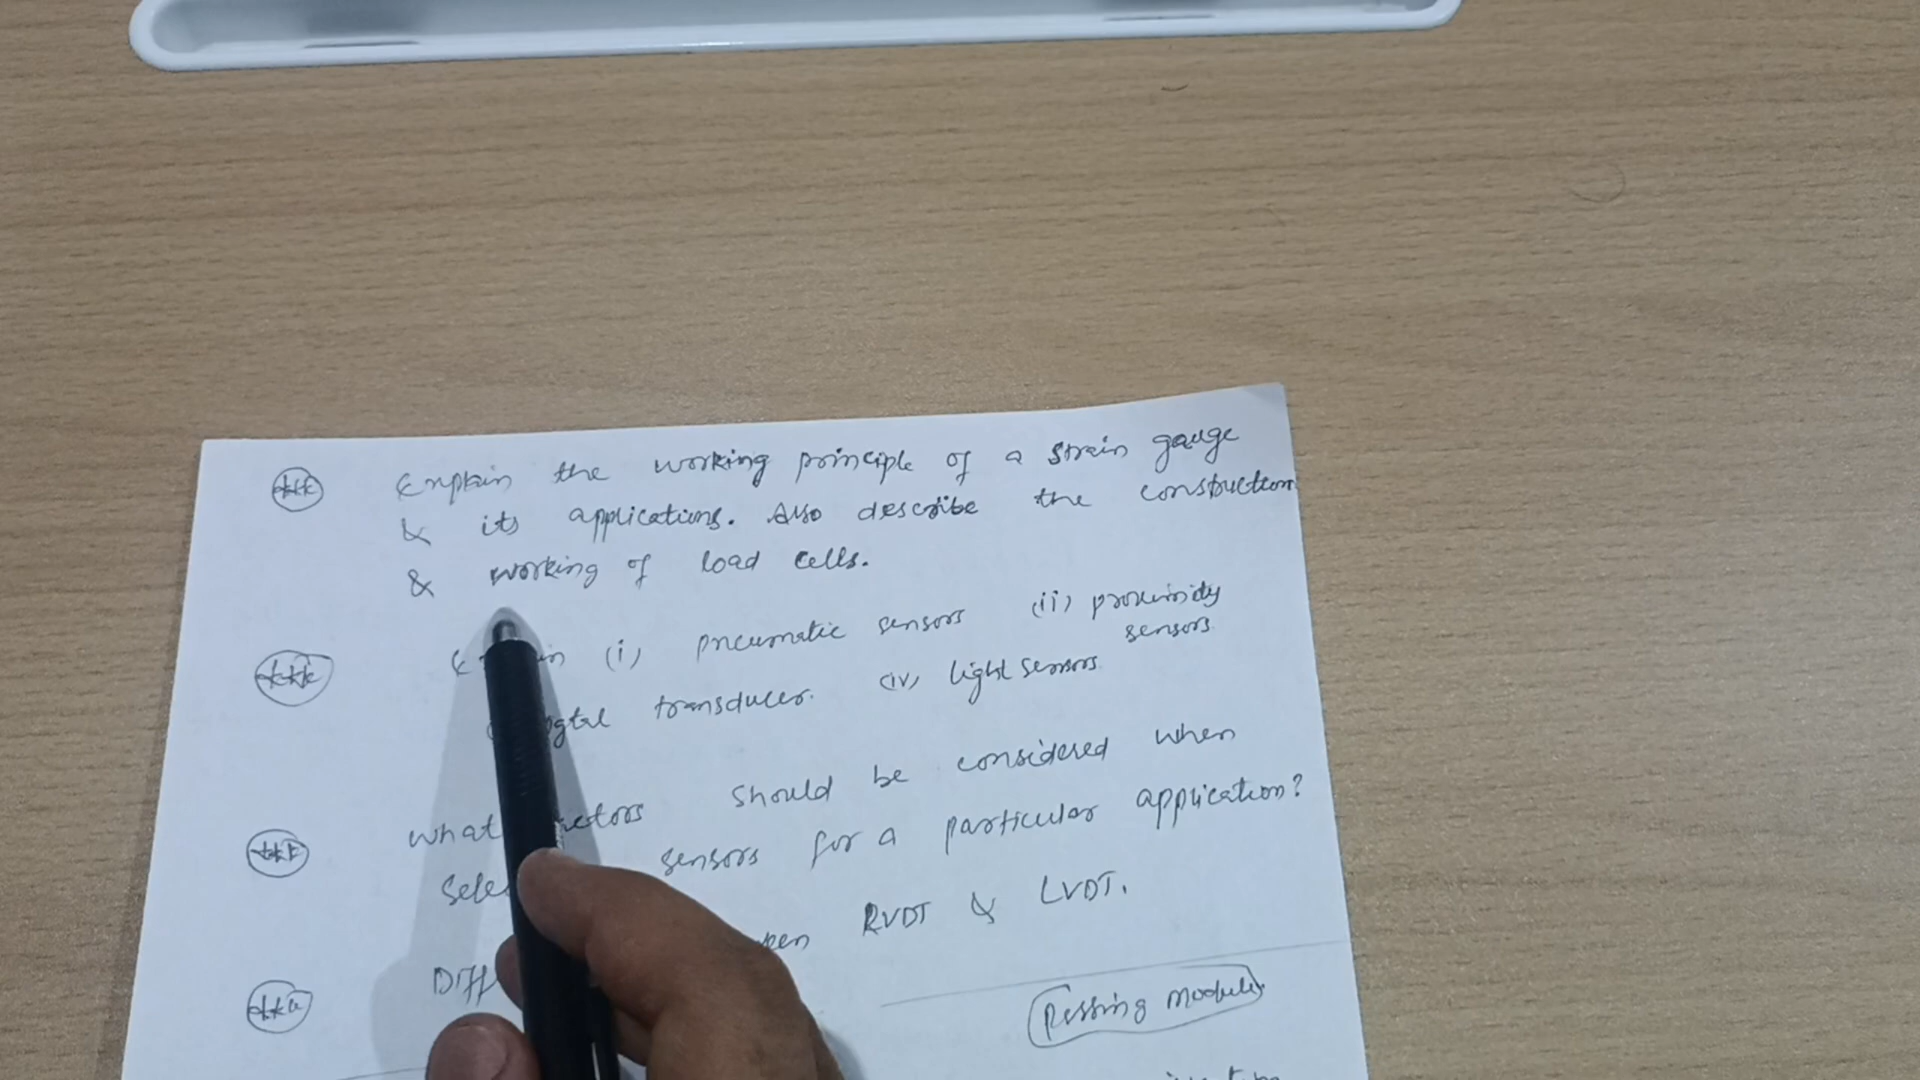 *** Explain the working principle of a strain gauge
& its applications. Also describe the construction
& working of load cells.
*** (i) pneumatic sensors (ii) proximity
sensors.
transducer. (iv) light sensors.
*** What should be considered when
sensors for a particular application?
*** RVDT & LVDT.
Passing module